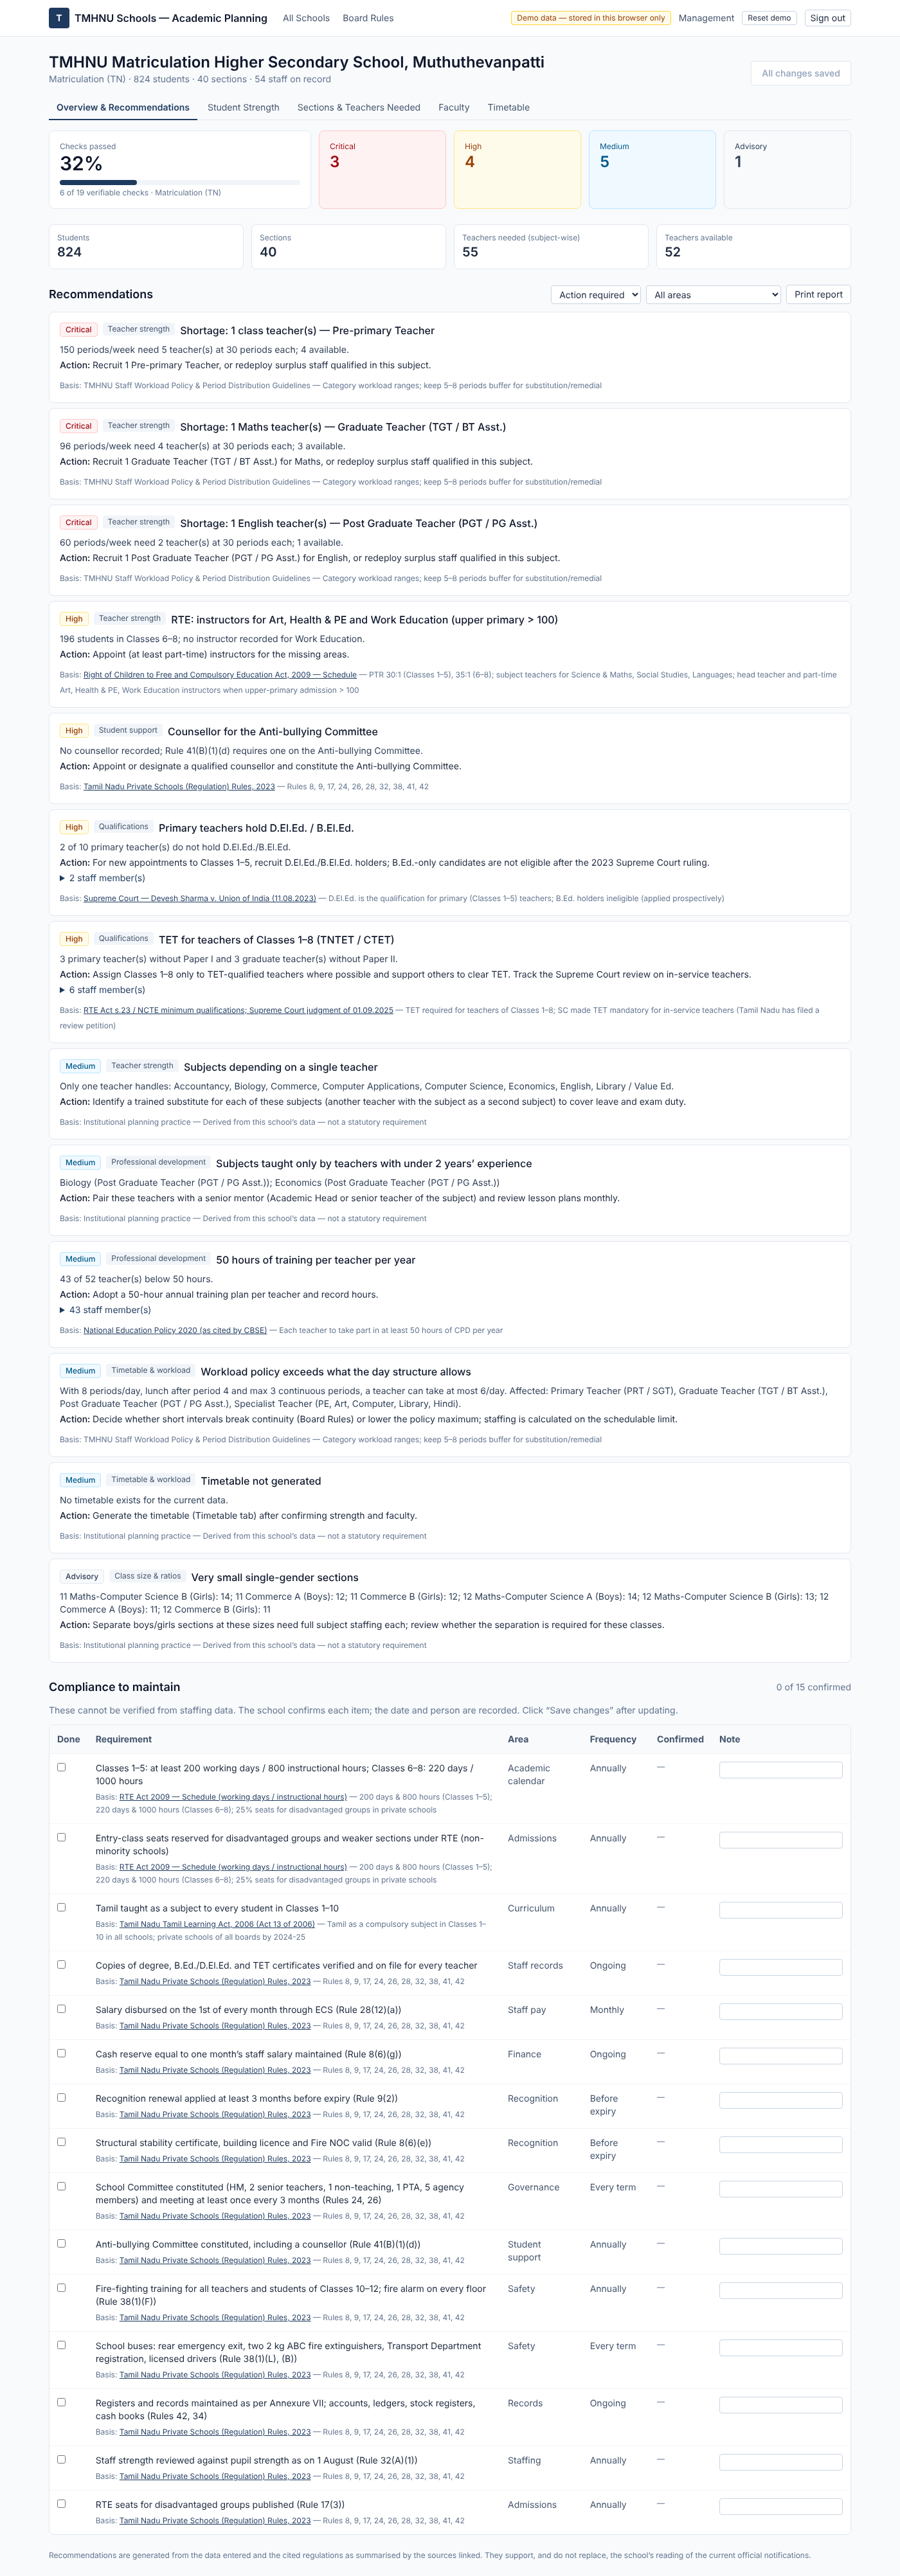 T TMHNU Schools — Academic Planning All Schools Board Rules Demo data — stored in this browser only Management Reset demo Sign out
TMHNU Matriculation Higher Secondary School, Muthuthevanpatti
Matriculation (TN) · 824 students · 40 sections · 54 staff on record
All changes saved
Overview & Recommendations Student Strength Sections & Teachers Needed Faculty Timetable
Checks passed
32%
6 of 19 verifiable checks · Matriculation (TN)
Critical
3
High
4
Medium
5
Advisory
1
Students
824
Sections
40
Teachers needed (subject-wise)
55
Teachers available
52
Recommendations Action required All areas Print report
Critical Teacher strength Shortage: 1 class teacher(s) — Pre-primary Teacher
150 periods/week need 5 teacher(s) at 30 periods each; 4 available.
Action: Recruit 1 Pre-primary Teacher, or redeploy surplus staff qualified in this subject.
Basis: TMHNU Staff Workload Policy & Period Distribution Guidelines — Category workload ranges; keep 5–8 periods buffer for substitution/remedial
Critical Teacher strength Shortage: 1 Maths teacher(s) — Graduate Teacher (TGT / BT Asst.)
96 periods/week need 4 teacher(s) at 30 periods each; 3 available.
Action: Recruit 1 Graduate Teacher (TGT / BT Asst.) for Maths, or redeploy surplus staff qualified in this subject.
Basis: TMHNU Staff Workload Policy & Period Distribution Guidelines — Category workload ranges; keep 5–8 periods buffer for substitution/remedial
Critical Teacher strength Shortage: 1 English teacher(s) — Post Graduate Teacher (PGT / PG Asst.)
60 periods/week need 2 teacher(s) at 30 periods each; 1 available.
Action: Recruit 1 Post Graduate Teacher (PGT / PG Asst.) for English, or redeploy surplus staff qualified in this subject.
Basis: TMHNU Staff Workload Policy & Period Distribution Guidelines — Category workload ranges; keep 5–8 periods buffer for substitution/remedial
High Teacher strength RTE: instructors for Art, Health & PE and Work Education (upper primary > 100)
196 students in Classes 6–8; no instructor recorded for Work Education.
Action: Appoint (at least part-time) instructors for the missing areas.
Basis: Right of Children to Free and Compulsory Education Act, 2009 — Schedule — PTR 30:1 (Classes 1–5), 35:1 (6–8); subject teachers for Science & Maths, Social Studies, Languages; head teacher and part-time
Art, Health & PE, Work Education instructors when upper-primary admission > 100
High Student support Counsellor for the Anti-bullying Committee
No counsellor recorded; Rule 41(B)(1)(d) requires one on the Anti-bullying Committee.
Action: Appoint or designate a qualified counsellor and constitute the Anti-bullying Committee.
Basis: Tamil Nadu Private Schools (Regulation) Rules, 2023 — Rules 8, 9, 17, 24, 26, 28, 32, 38, 41, 42
High Qualifications Primary teachers hold D.El.Ed. / B.El.Ed.
2 of 10 primary teacher(s) do not hold D.El.Ed./B.El.Ed.
Action: For new appointments to Classes 1–5, recruit D.El.Ed./B.El.Ed. holders; B.Ed.-only candidates are not eligible after the 2023 Supreme Court ruling.
▶ 2 staff member(s)
Basis: Supreme Court — Devesh Sharma v. Union of India (11.08.2023) — D.El.Ed. is the qualification for primary (Classes 1–5) teachers; B.Ed. holders ineligible (applied prospectively)
High Qualifications TET for teachers of Classes 1–8 (TNTET / CTET)
3 primary teacher(s) without Paper I and 3 graduate teacher(s) without Paper II.
Action: Assign Classes 1–8 only to TET-qualified teachers where possible and support others to clear TET. Track the Supreme Court review on in-service teachers.
▶ 6 staff member(s)
Basis: RTE Act s.23 / NCTE minimum qualifications; Supreme Court judgment of 01.09.2025 — TET required for teachers of Classes 1–8; SC made TET mandatory for in-service teachers (Tamil Nadu has filed a
review petition)
Medium Teacher strength Subjects depending on a single teacher
Only one teacher handles: Accountancy, Biology, Commerce, Computer Applications, Computer Science, Economics, English, Library / Value Ed.
Action: Identify a trained substitute for each of these subjects (another teacher with the subject as a second subject) to cover leave and exam duty.
Basis: Institutional planning practice — Derived from this school's data — not a statutory requirement
Medium Professional development Subjects taught only by teachers with under 2 years’ experience
Biology (Post Graduate Teacher (PGT / PG Asst.)); Economics (Post Graduate Teacher (PGT / PG Asst.))
Action: Pair these teachers with a senior mentor (Academic Head or senior teacher of the subject) and review lesson plans monthly.
Basis: Institutional planning practice — Derived from this school's data — not a statutory requirement
Medium Professional development 50 hours of training per teacher per year
43 of 52 teacher(s) below 50 hours.
Action: Adopt a 50-hour annual training plan per teacher and record hours.
▶ 43 staff member(s)
Basis: National Education Policy 2020 (as cited by CBSE) — Each teacher to take part in at least 50 hours of CPD per year
Medium Timetable & workload Workload policy exceeds what the day structure allows
With 8 periods/day, lunch after period 4 and max 3 continuous periods, a teacher can take at most 6/day. Affected: Primary Teacher (PRT / SGT), Graduate Teacher (TGT / BT Asst.),
Post Graduate Teacher (PGT / PG Asst.), Specialist Teacher (PE, Art, Computer, Library, Hindi).
Action: Decide whether short intervals break continuity (Board Rules) or lower the policy maximum; staffing is calculated on the schedulable limit.
Basis: TMHNU Staff Workload Policy & Period Distribution Guidelines — Category workload ranges; keep 5–8 periods buffer for substitution/remedial
Medium Timetable & workload Timetable not generated
No timetable exists for the current data.
Action: Generate the timetable (Timetable tab) after confirming strength and faculty.
Basis: Institutional planning practice — Derived from this school's data — not a statutory requirement
Advisory Class size & ratios Very small single-gender sections
11 Maths-Computer Science B (Girls): 14; 11 Commerce A (Boys): 12; 11 Commerce B (Girls): 12; 12 Maths-Computer Science A (Boys): 14; 12 Maths-Computer Science B (Girls): 13; 12
Commerce A (Boys): 11; 12 Commerce B (Girls): 11
Action: Separate boys/girls sections at these sizes need full subject staffing each; review whether the separation is required for these classes.
Basis: Institutional planning practice — Derived from this school's data — not a statutory requirement
Compliance to maintain 0 of 15 confirmed
These cannot be verified from staffing data. The school confirms each item; the date and person are recorded. Click “Save changes” after updating.
Done Requirement Area Frequency Confirmed Note
Classes 1–5: at least 200 working days / 800 instructional hours; Classes 6–8: 220 days / Academic Annually —
1000 hours calendar
Basis: RTE Act 2009 — Schedule (working days / instructional hours) — 200 days & 800 hours (Classes 1–5);
220 days & 1000 hours (Classes 6–8); 25% seats for disadvantaged groups in private schools
Entry-class seats reserved for disadvantaged groups and weaker sections under RTE (non- Admissions Annually —
minority schools)
Basis: RTE Act 2009 — Schedule (working days / instructional hours) — 200 days & 800 hours (Classes 1–5);
220 days & 1000 hours (Classes 6–8); 25% seats for disadvantaged groups in private schools
Tamil taught as a subject to every student in Classes 1–10 Curriculum Annually —
Basis: Tamil Nadu Tamil Learning Act, 2006 (Act 13 of 2006) — Tamil as a compulsory subject in Classes 1–
10 in all schools; private schools of all boards by 2024-25
Copies of degree, B.Ed./D.El.Ed. and TET certificates verified and on file for every teacher Staff records Ongoing —
Basis: Tamil Nadu Private Schools (Regulation) Rules, 2023 — Rules 8, 9, 17, 24, 26, 28, 32, 38, 41, 42
Salary disbursed on the 1st of every month through ECS (Rule 28(12)(a)) Staff pay Monthly —
Basis: Tamil Nadu Private Schools (Regulation) Rules, 2023 — Rules 8, 9, 17, 24, 26, 28, 32, 38, 41, 42
Cash reserve equal to one month’s staff salary maintained (Rule 8(6)(g)) Finance Ongoing —
Basis: Tamil Nadu Private Schools (Regulation) Rules, 2023 — Rules 8, 9, 17, 24, 26, 28, 32, 38, 41, 42
Recognition renewal applied at least 3 months before expiry (Rule 9(2)) Recognition Before —
expiry
Basis: Tamil Nadu Private Schools (Regulation) Rules, 2023 — Rules 8, 9, 17, 24, 26, 28, 32, 38, 41, 42
Structural stability certificate, building licence and Fire NOC valid (Rule 8(6)(e)) Recognition Before —
expiry
Basis: Tamil Nadu Private Schools (Regulation) Rules, 2023 — Rules 8, 9, 17, 24, 26, 28, 32, 38, 41, 42
School Committee constituted (HM, 2 senior teachers, 1 non-teaching, 1 PTA, 5 agency Governance Every term —
members) and meeting at least once every 3 months (Rules 24, 26)
Basis: Tamil Nadu Private Schools (Regulation) Rules, 2023 — Rules 8, 9, 17, 24, 26, 28, 32, 38, 41, 42
Anti-bullying Committee constituted, including a counsellor (Rule 41(B)(1)(d)) Student Annually —
support
Basis: Tamil Nadu Private Schools (Regulation) Rules, 2023 — Rules 8, 9, 17, 24, 26, 28, 32, 38, 41, 42
Fire-fighting training for all teachers and students of Classes 10–12; fire alarm on every floor Safety Annually —
(Rule 38(1)(F))
Basis: Tamil Nadu Private Schools (Regulation) Rules, 2023 — Rules 8, 9, 17, 24, 26, 28, 32, 38, 41, 42
School buses: rear emergency exit, two 2 kg ABC fire extinguishers, Transport Department Safety Every term —
registration, licensed drivers (Rule 38(1)(L), (B))
Basis: Tamil Nadu Private Schools (Regulation) Rules, 2023 — Rules 8, 9, 17, 24, 26, 28, 32, 38, 41, 42
Registers and records maintained as per Annexure VII; accounts, ledgers, stock registers, Records Ongoing —
cash books (Rules 42, 34)
Basis: Tamil Nadu Private Schools (Regulation) Rules, 2023 — Rules 8, 9, 17, 24, 26, 28, 32, 38, 41, 42
Staff strength reviewed against pupil strength as on 1 August (Rule 32(A)(1)) Staffing Annually —
Basis: Tamil Nadu Private Schools (Regulation) Rules, 2023 — Rules 8, 9, 17, 24, 26, 28, 32, 38, 41, 42
RTE seats for disadvantaged groups published (Rule 17(3)) Admissions Annually —
Basis: Tamil Nadu Private Schools (Regulation) Rules, 2023 — Rules 8, 9, 17, 24, 26, 28, 32, 38, 41, 42
Recommendations are generated from the data entered and the cited regulations as summarised by the sources linked. They support, and do not replace, the school’s reading of the current official notifications.